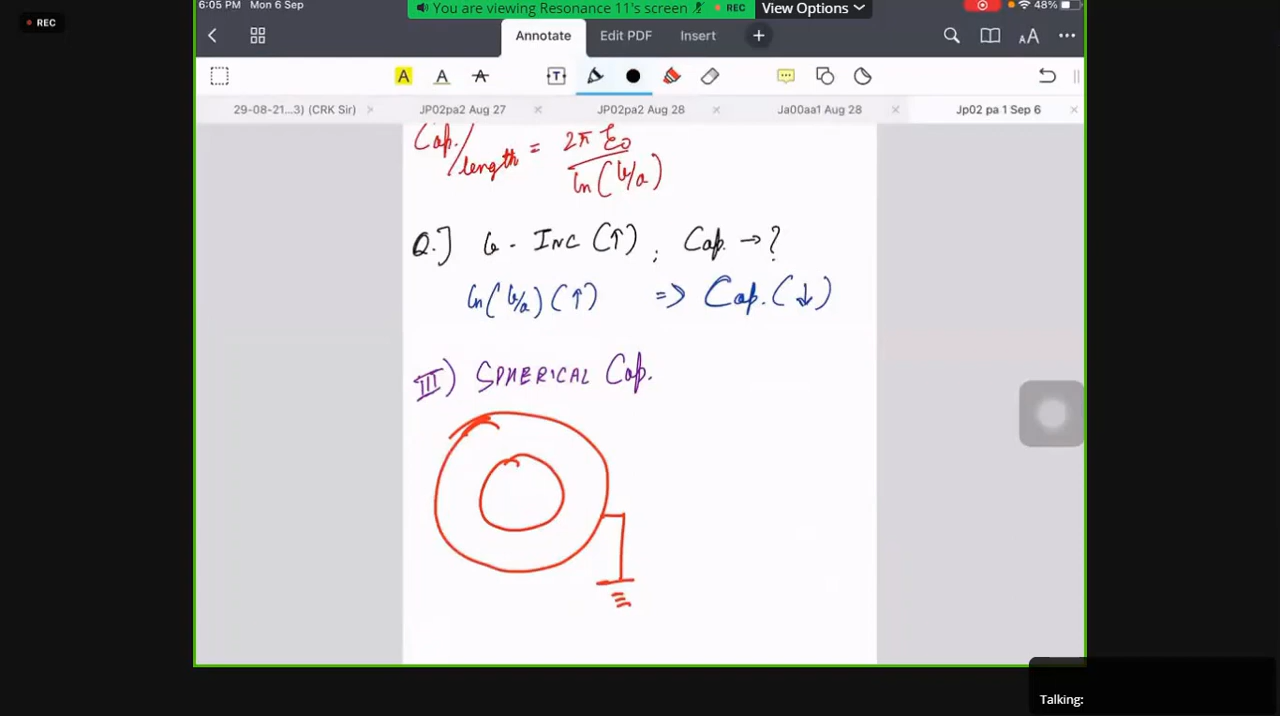 6:05 PM Mon 6 Sep
You are viewing Resonance 11's screen REC
View Options
48%
REC
Annotate
Edit PDF
Insert
29-08-21...3) (CRK Sir)
JP02pa2 Aug 27
JP02pa2 Aug 28
Ja00aa1 Aug 28
Jp02 pa 1 Sep 6
Cap./length = 2π ε0 / ln(b/a)
Q.] b - INC (↑) ; Cap. → ?
ln(b/a) (↑) => Cap. (↓)
III) SPHERICAL Cap.
Talking: